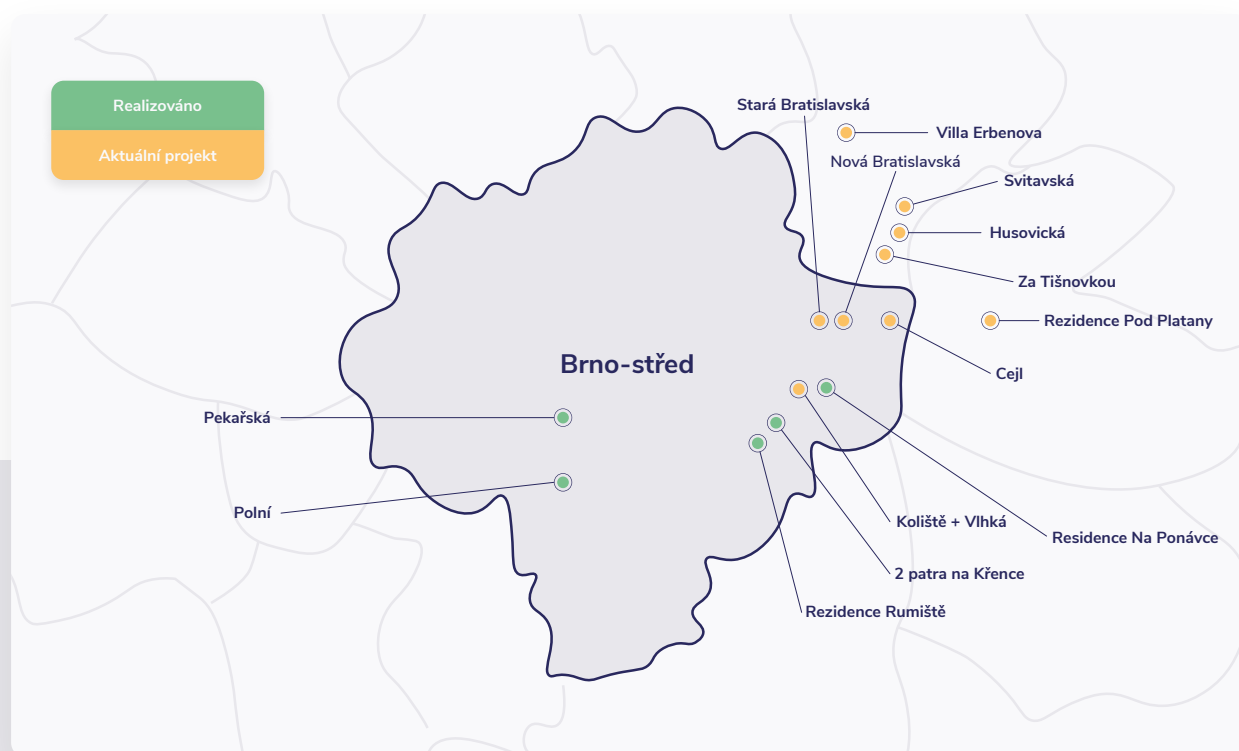 Realizováno
Aktuální projekt
Stará Bratislavská
Villa Erbenova
Nová Bratislavská
Svitavská
Husovická
Za Tišnovkou
Rezidence Pod Platany
Brno-střed
Cejl
Pekařská
Polní
Koliště + Vlhká
Residence Na Ponávce
2 patra na Křence
Rezidence Rumiště